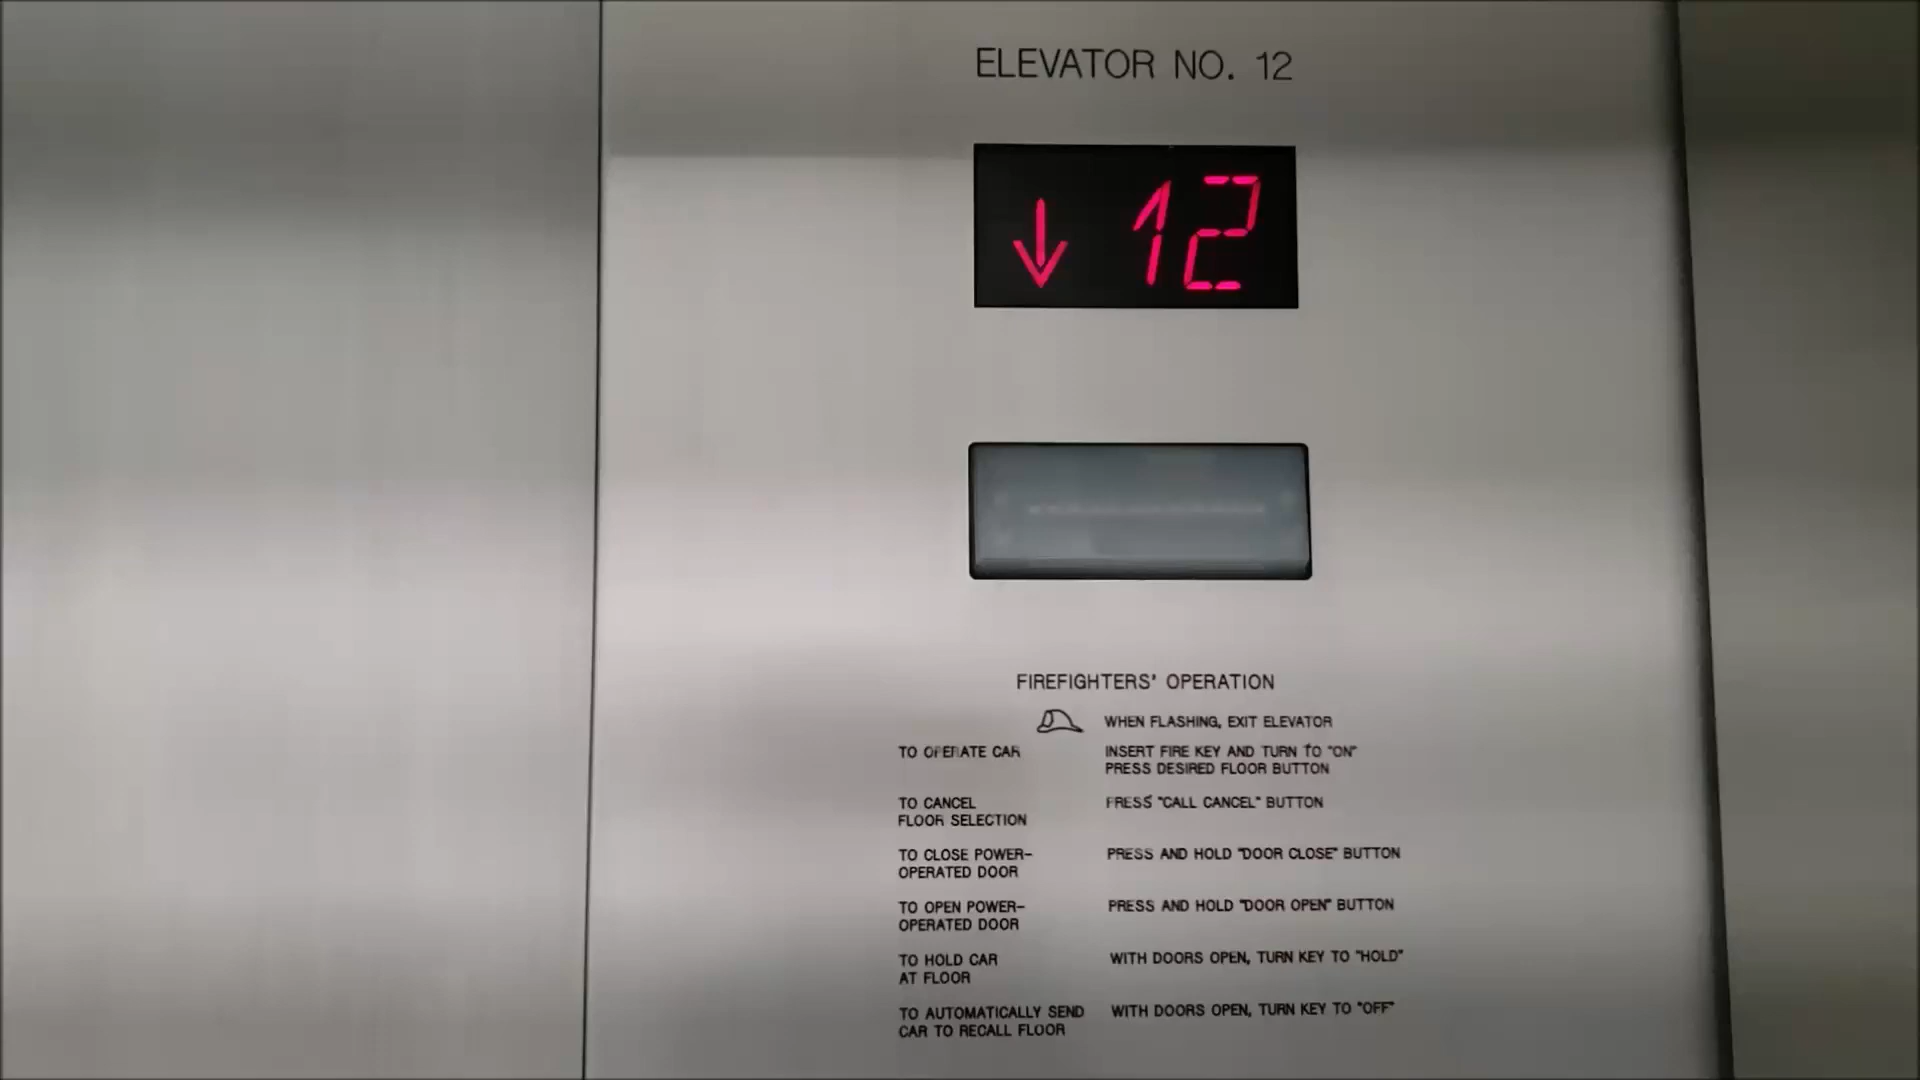 ELEVATOR NO. 12
↓ 12
FIREFIGHTERS' OPERATION
WHEN FLASHING, EXIT ELEVATOR
TO OPERATE CAR INSERT FIRE KEY AND TURN TO "ON"
PRESS DESIRED FLOOR BUTTON
TO CANCEL PRESS "CALL CANCEL" BUTTON
FLOOR SELECTION
TO CLOSE POWER- PRESS AND HOLD "DOOR CLOSE" BUTTON
OPERATED DOOR
TO OPEN POWER- PRESS AND HOLD "DOOR OPEN" BUTTON
OPERATED DOOR
TO HOLD CAR WITH DOORS OPEN, TURN KEY TO "HOLD"
AT FLOOR
TO AUTOMATICALLY SEND WITH DOORS OPEN, TURN KEY TO "OFF"
CAR TO RECALL FLOOR